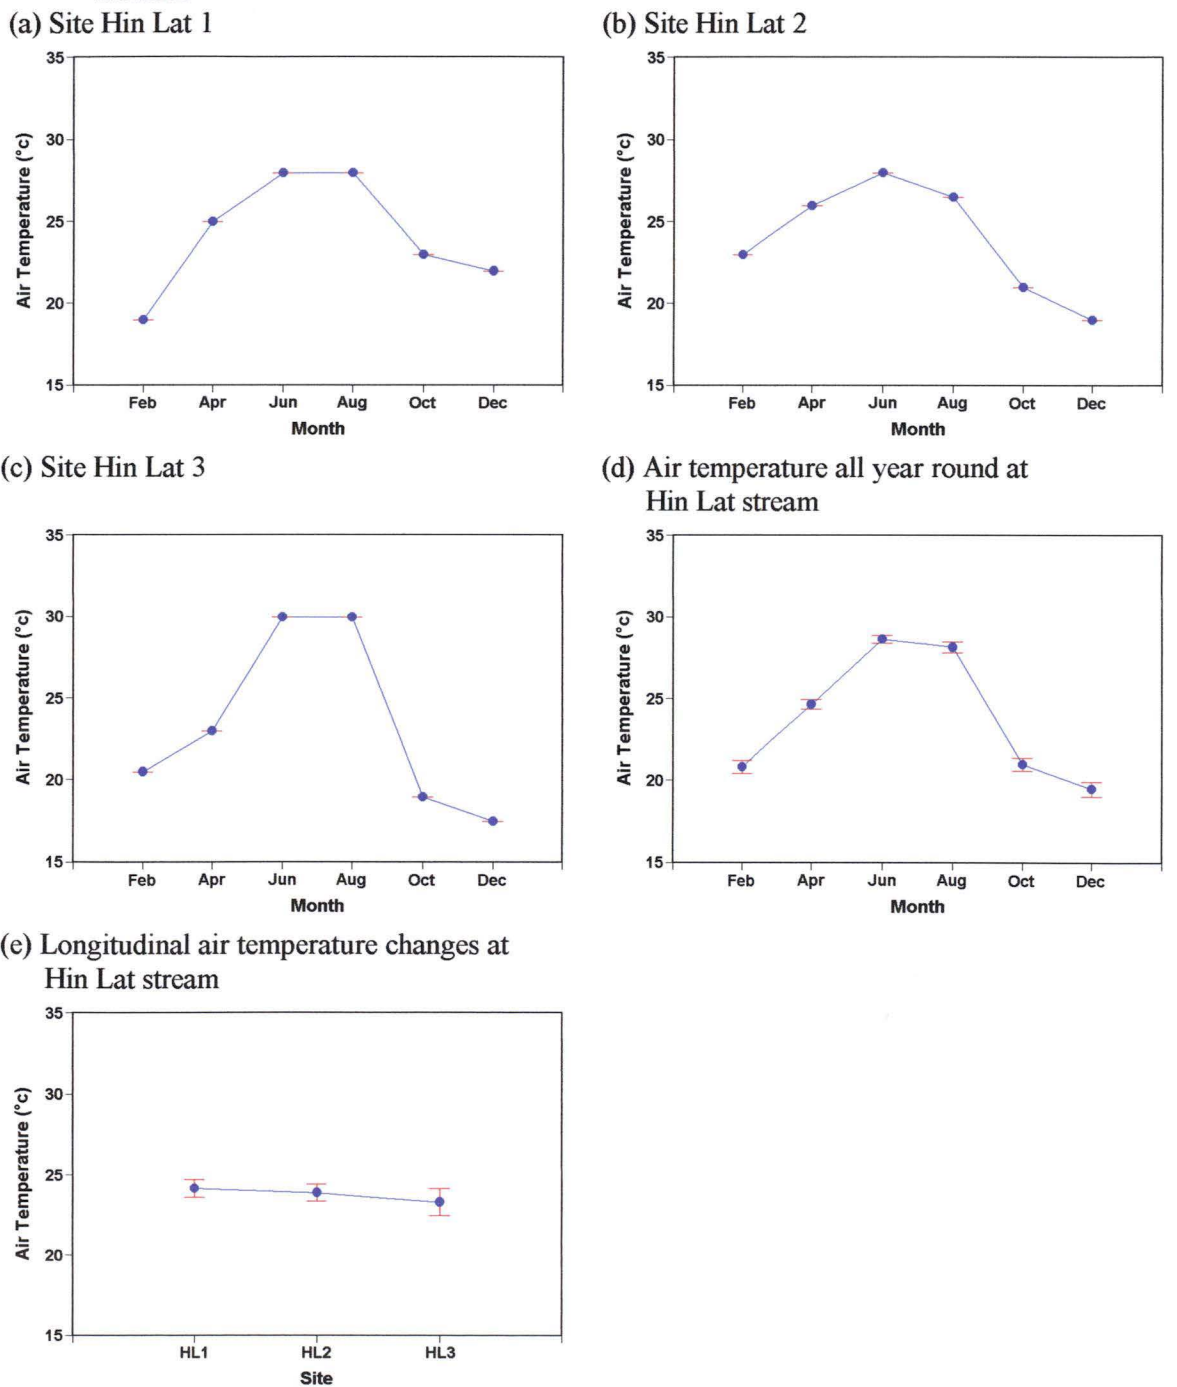 (a) Site Hin Lat 1
35
30
25
20
15
Air Temperature (°c)
Feb Apr Jun Aug Oct Dec
Month
(b) Site Hin Lat 2
35
30
25
20
15
Air Temperature (°c)
Feb Apr Jun Aug Oct Dec
Month
(c) Site Hin Lat 3
35
30
25
20
15
Air Temperature (°c)
Feb Apr Jun Aug Oct Dec
Month
(d) Air temperature all year round at
Hin Lat stream
35
30
25
20
15
Air Temperature (°c)
Feb Apr Jun Aug Oct Dec
Month
(e) Longitudinal air temperature changes at
Hin Lat stream
35
30
25
20
15
Air Temperature (°c)
HL1 HL2 HL3
Site